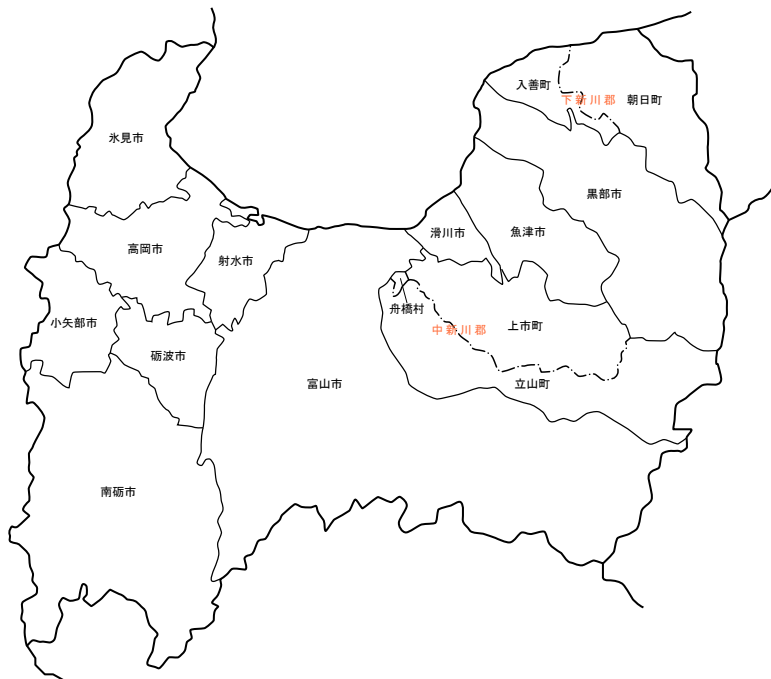 入善町
下新川郡
朝日町
氷見市
黒部市
滑川市
魚津市
高岡市
射水市
舟橋村
小矢部市
中新川郡
上市町
砺波市
富山市
立山町
南砺市